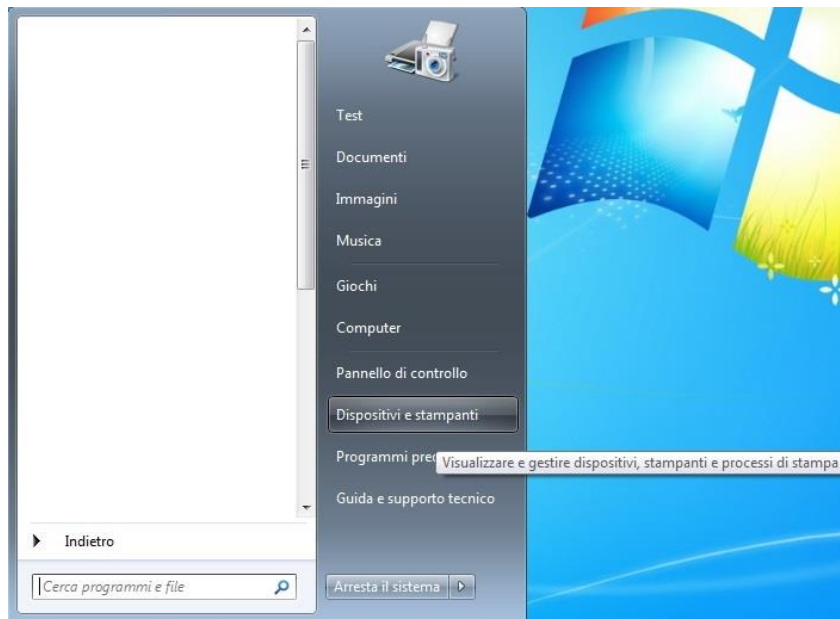 Test
Documenti
Immagini
Musica
Giochi
Computer
Pannello di controllo
Dispositivi e stampanti
Programmi
Visualizzare e gestire dispositivi, stampanti e processi di stampa
Guida e supporto tecnico
Indietro
Cerca programmi e file
Arresta il sistema